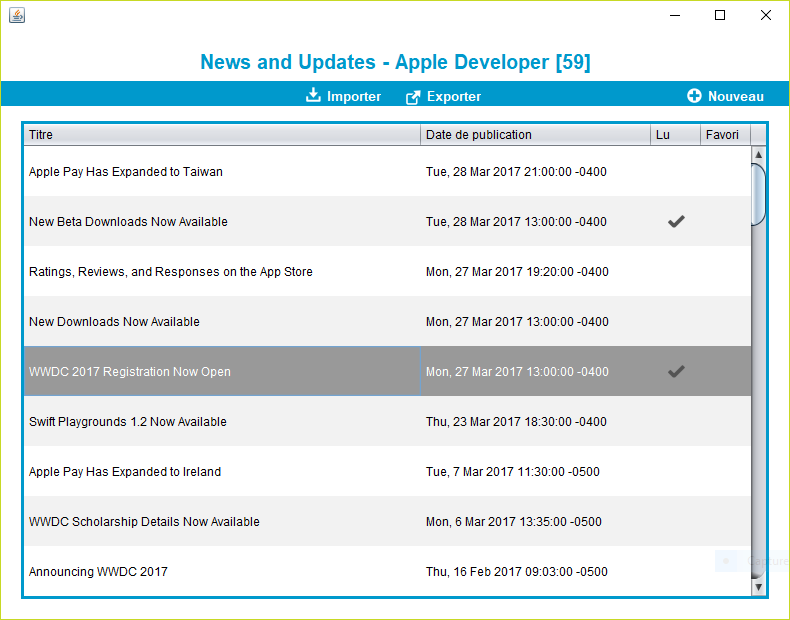 News and Updates - Apple Developer [59]
Importer Exporter Nouveau
Titre Date de publication Lu Favori
Apple Pay Has Expanded to Taiwan Tue, 28 Mar 2017 21:00:00 -0400
New Beta Downloads Now Available Tue, 28 Mar 2017 13:00:00 -0400
Ratings, Reviews, and Responses on the App Store Mon, 27 Mar 2017 19:20:00 -0400
New Downloads Now Available Mon, 27 Mar 2017 13:00:00 -0400
WWDC 2017 Registration Now Open Mon, 27 Mar 2017 13:00:00 -0400
Swift Playgrounds 1.2 Now Available Thu, 23 Mar 2017 18:30:00 -0400
Apple Pay Has Expanded to Ireland Tue, 7 Mar 2017 11:30:00 -0500
WWDC Scholarship Details Now Available Mon, 6 Mar 2017 13:35:00 -0500
Capture
Announcing WWDC 2017 Thu, 16 Feb 2017 09:03:00 -0500